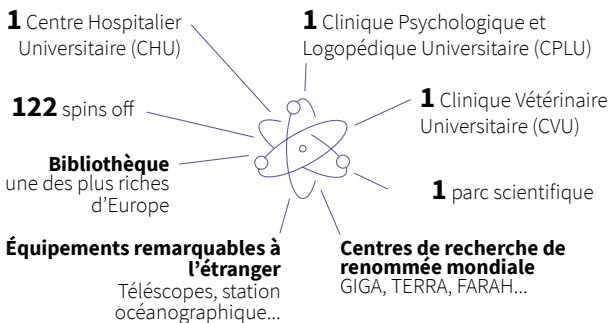 1 Centre Hospitalier
Universitaire (CHU)
1 Clinique Psychologique et
Logopédique Universitaire (CPLU)
122 spins off
1 Clinique Vétérinaire
Universitaire (CVU)
Bibliothèque
une des plus riches
d'Europe
1 parc scientifique
Équipements remarquables à
l'étranger
Téléscopes, station
océanographique...
Centres de recherche de
renommée mondiale
GIGA, TERRA, FARAH...